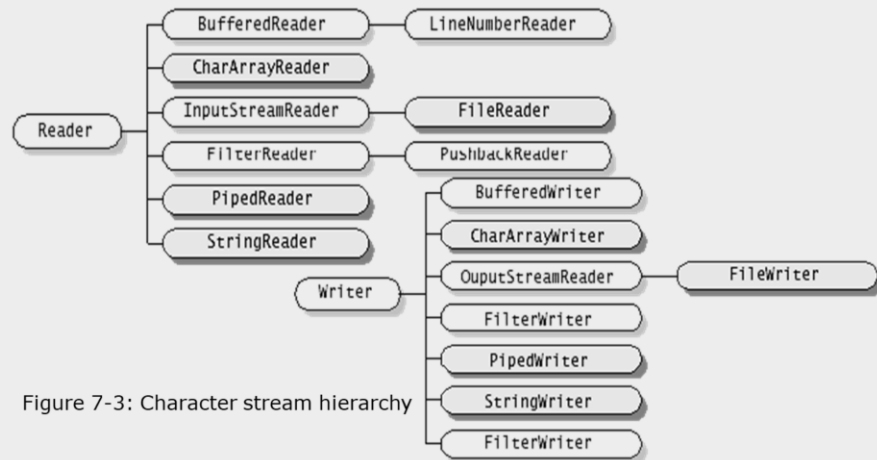 BufferedReader
LineNumberReader
CharArrayReader
InputStreamReader
FileReader
Reader
FilterReader
PushbackReader
PipedReader
StringReader
BufferedWriter
CharArrayWriter
OuputStreamReader
FileWriter
Writer
FilterWriter
PipedWriter
StringWriter
FilterWriter
Figure 7-3: Character stream hierarchy